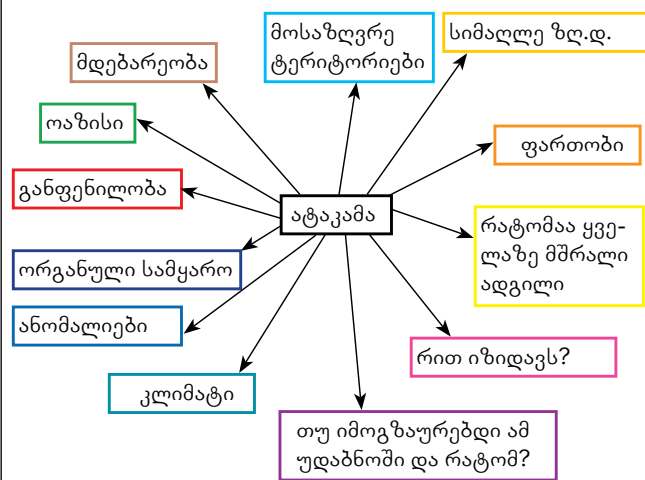 მოსაზღვრე
ტერიტორიები
სიმაღლე ზღ.დ.
მდებარეობა
ოაზისი
ფართობი
განფენილობა
ატაკამა
რატომაა ყვე-
ლაზე მშრალი
ადგილი
ორგანული სამყარო
ანომალიები
რით იზიდავს?
კლიმატი
თუ იმოგზაურებდი ამ
უდაბნოში და რატომ?